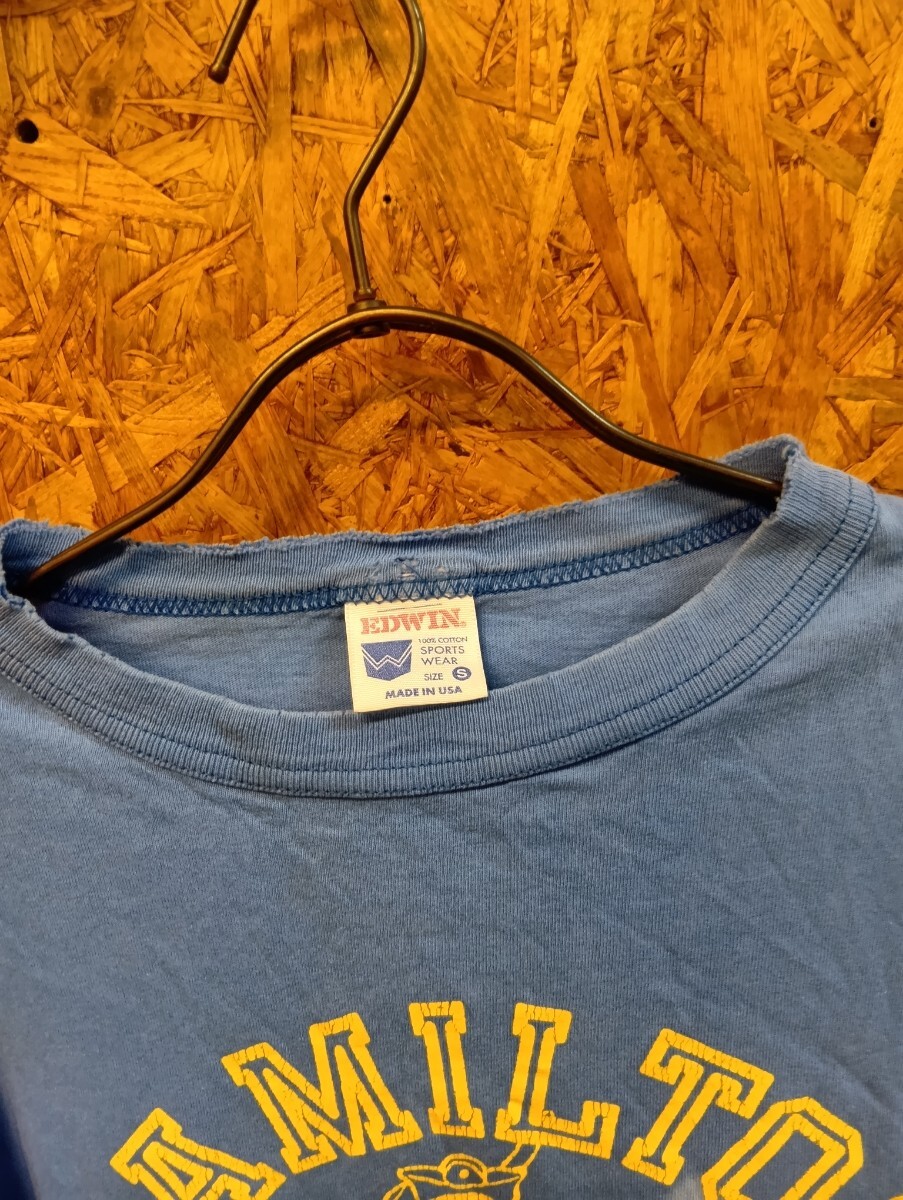 EDWIN®
100% COTTON
SPORTS
WEAR
SIZE S
MADE IN USA
AMILTO